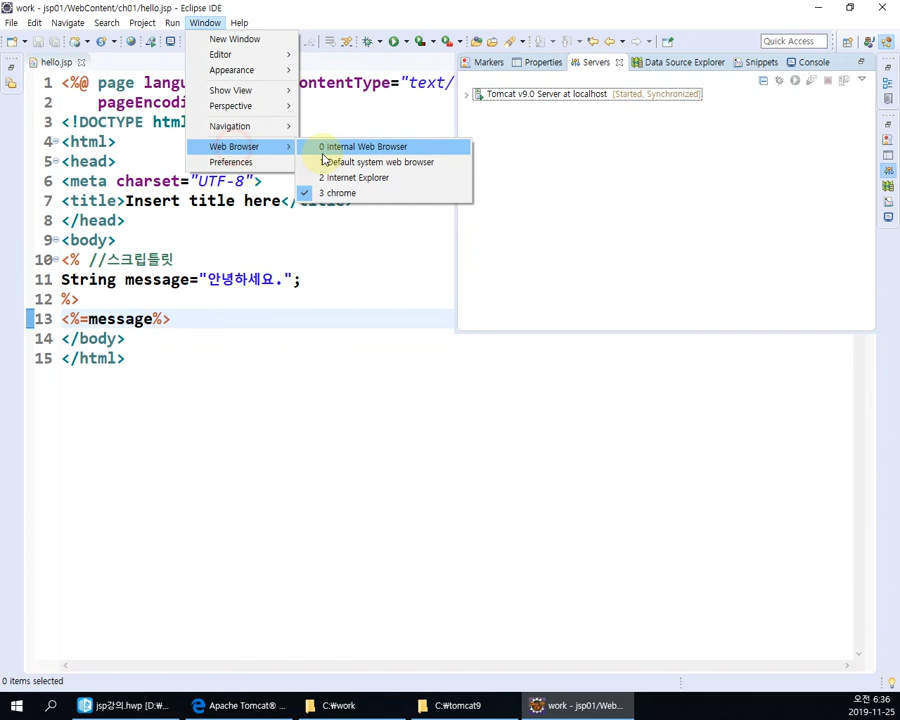 work - jsp01/WebContent/ch01/hello.jsp - Eclipse IDE
File Edit Navigate Search Project Run Window Help
Quick Access
hello.jsp
New Window
Editor
Appearance
Show View
Perspective
Navigation
Web Browser
Preferences
0 Internal Web Browser
Default system web browser
2 Internet Explorer
3 chrome
Markers Properties Servers Data Source Explorer Snippets Console
Tomcat v9.0 Server at localhost [Started, Synchronized]
1 <%@ page langu ontentType="text/
2 pageEncodi
3 <!DOCTYPE html
4 <html>
5 <head>
6 <meta charset="UTF-8">
7 <title>Insert title here</title>
8 </head>
9 <body>
10 <% //스크립틀릿
11 String message="안녕하세요.";
12 %>
13 <%=message%>
14 </body>
15 </html>
0 items selected
jsp강의.hwp [D:₩...
Apache Tomcat® ...
C:₩work
C:₩tomcat9
work - jsp01/Web...
오전 6:36
2019-11-25